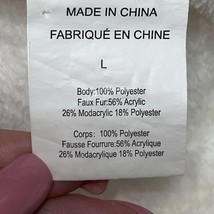 MADE IN CHINA
FABRIQUÉ EN CHINE
L
Body:100% Polyester
Faux Fur:56% Acrylic
26% Modacrylic 18% Polyester
Corps: 100% Polyester
Fausse Fourrure:56% Acrylique
26% Modacrylique 18% Polyester